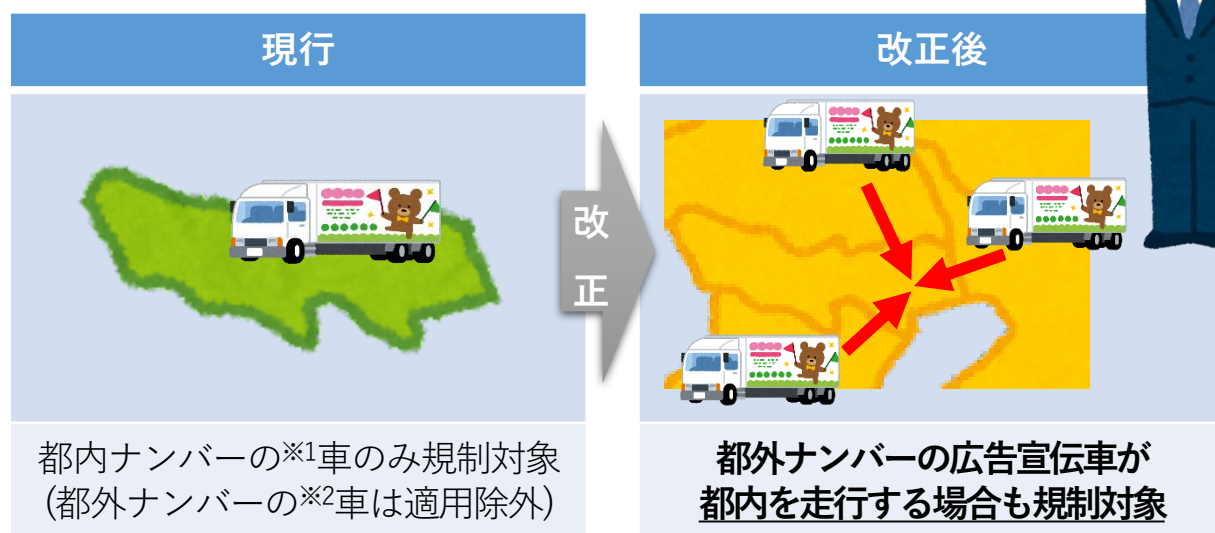 現行
改正後
改
正
都内ナンバーの※1車のみ規制対象
(都外ナンバーの※2車は適用除外)
都外ナンバーの広告宣伝車が
都内を走行する場合も規制対象